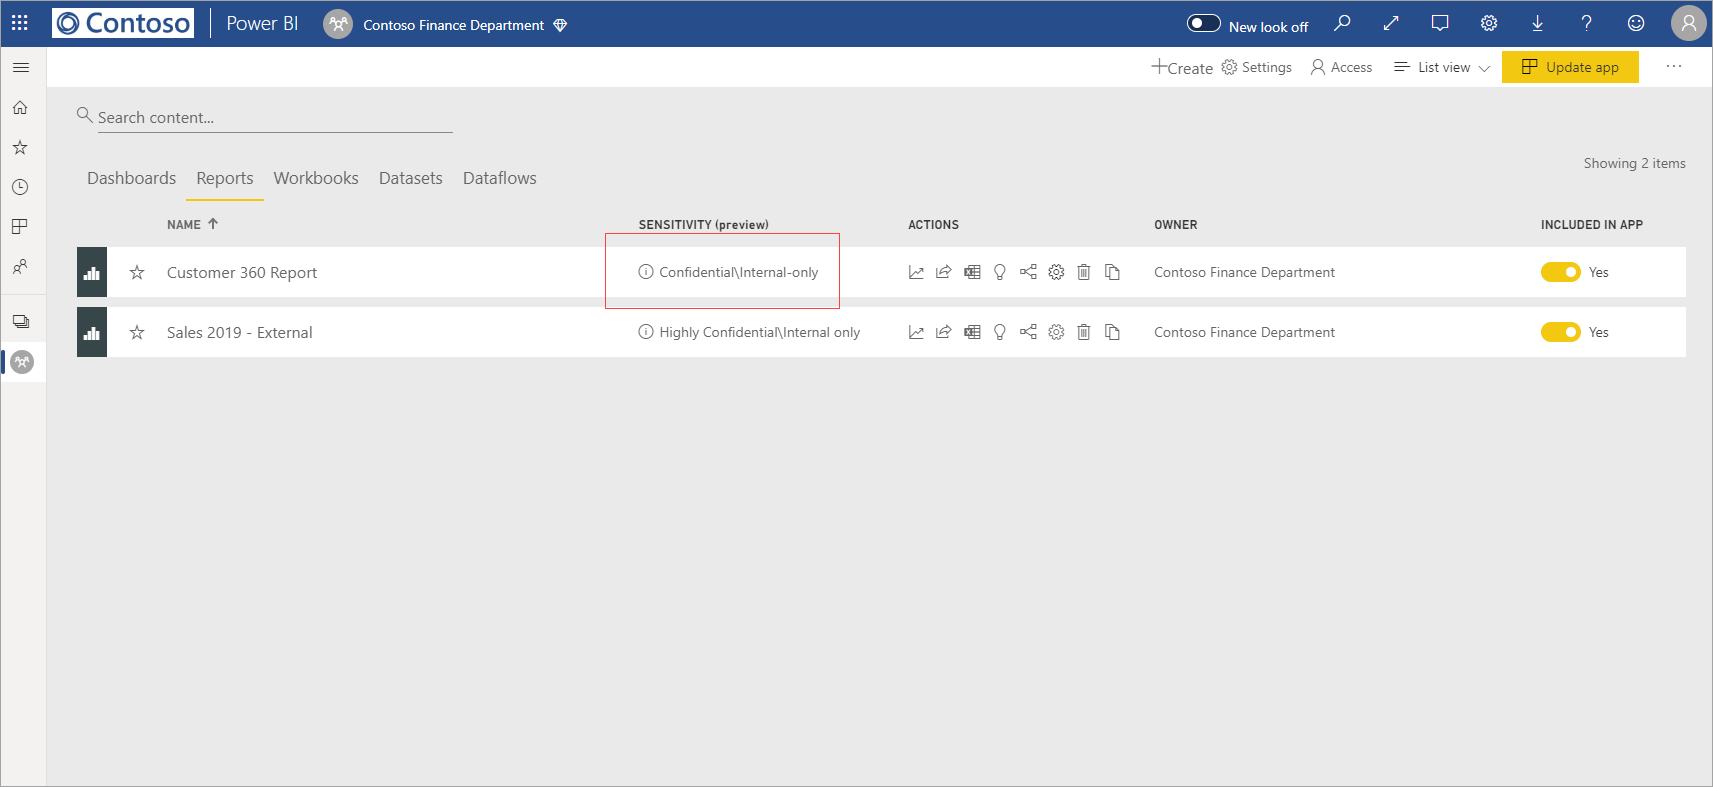 Contoso Power BI Contoso Finance Department New look off
Create Settings Access List view Update app
Search content...
Showing 2 items
Dashboards Reports Workbooks Datasets Dataflows
NAME SENSITIVITY (preview) ACTIONS OWNER INCLUDED IN APP
Customer 360 Report Confidential\Internal-only Contoso Finance Department Yes
Sales 2019 - External Highly Confidential\Internal only Contoso Finance Department Yes